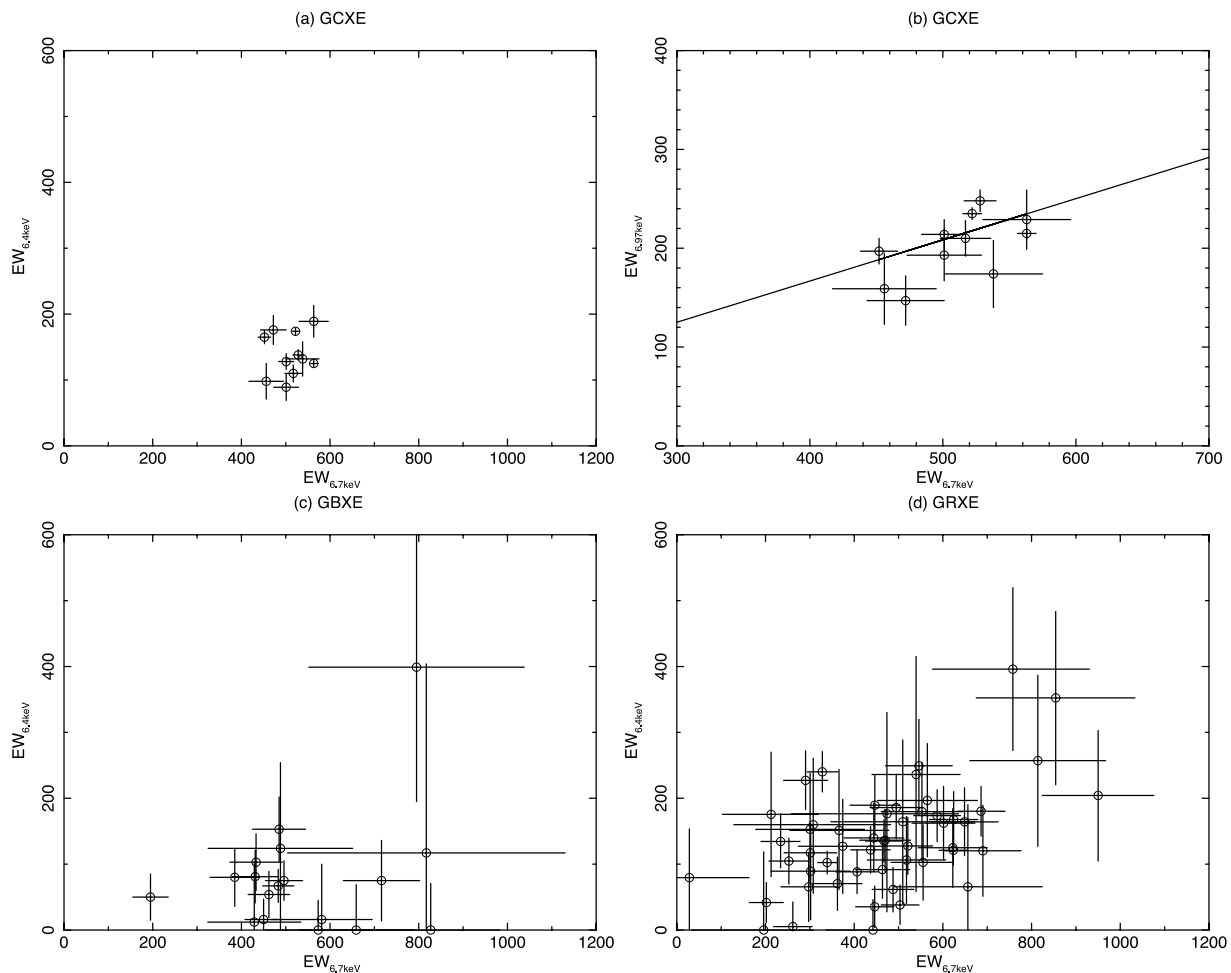 (a) GCXE
600
400
200
0
EW6.4keV
0 200 400 600 800 1000 1200
EW6.7keV
(b) GCXE
400
300
200
100
0
EW6.97keV
300 400 500 600 700
EW6.7keV
(c) GBXE
600
400
200
0
EW6.4keV
0 200 400 600 800 1000 1200
EW6.7keV
(d) GRXE
600
400
200
0
EW6.4keV
0 200 400 600 800 1000 1200
EW6.7keV